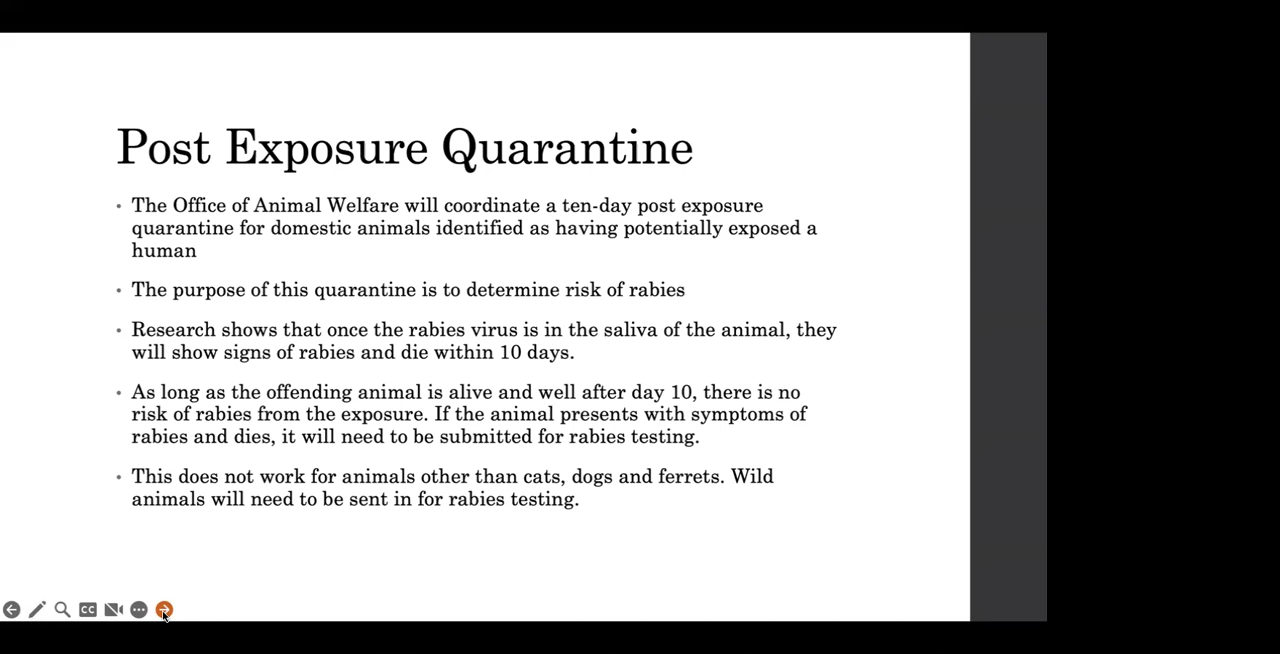 Post Exposure Quarantine
• The Office of Animal Welfare will coordinate a ten-day post exposure
quarantine for domestic animals identified as having potentially exposed a
human
• The purpose of this quarantine is to determine risk of rabies
• Research shows that once the rabies virus is in the saliva of the animal, they
will show signs of rabies and die within 10 days.
• As long as the offending animal is alive and well after day 10, there is no
risk of rabies from the exposure. If the animal presents with symptoms of
rabies and dies, it will need to be submitted for rabies testing.
• This does not work for animals other than cats, dogs and ferrets. Wild
animals will need to be sent in for rabies testing.
CC